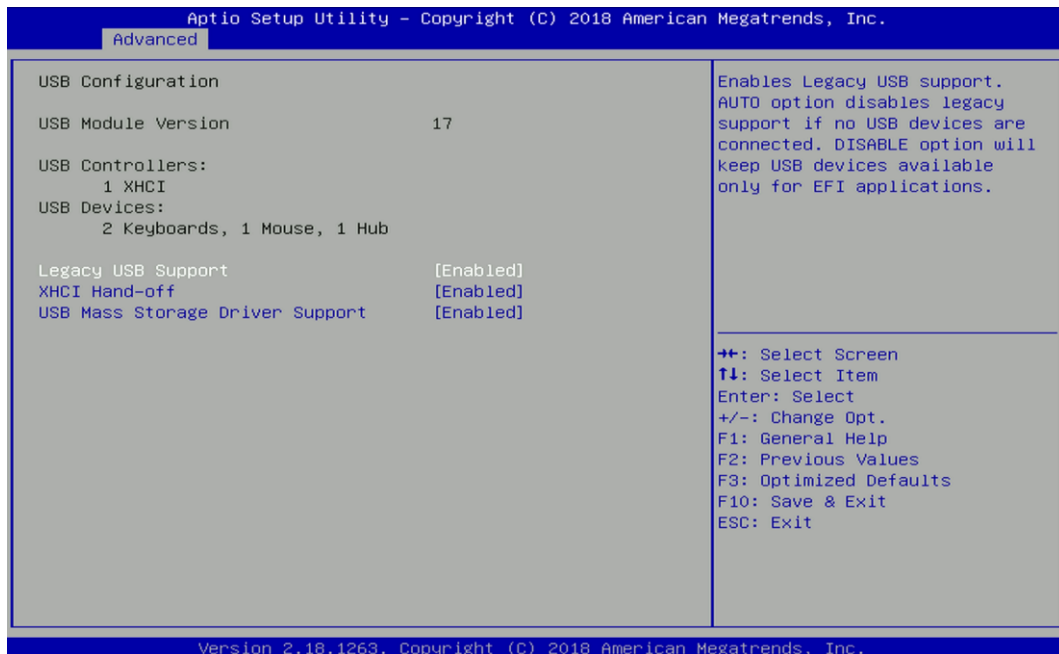 Aptio Setup Utility – Copyright (C) 2018 American Megatrends, Inc.
Advanced
USB Configuration
USB Module Version 17
USB Controllers:
1 XHCI
USB Devices:
2 Keyboards, 1 Mouse, 1 Hub
Legacy USB Support [Enabled]
XHCI Hand-off [Enabled]
USB Mass Storage Driver Support [Enabled]
Enables Legacy USB support.
AUTO option disables legacy
support if no USB devices are
connected. DISABLE option will
keep USB devices available
only for EFI applications.
→←: Select Screen
↑↓: Select Item
Enter: Select
+/-: Change Opt.
F1: General Help
F2: Previous Values
F3: Optimized Defaults
F10: Save & Exit
ESC: Exit
Version 2.18.1263. Copyright (C) 2018 American Megatrends, Inc.